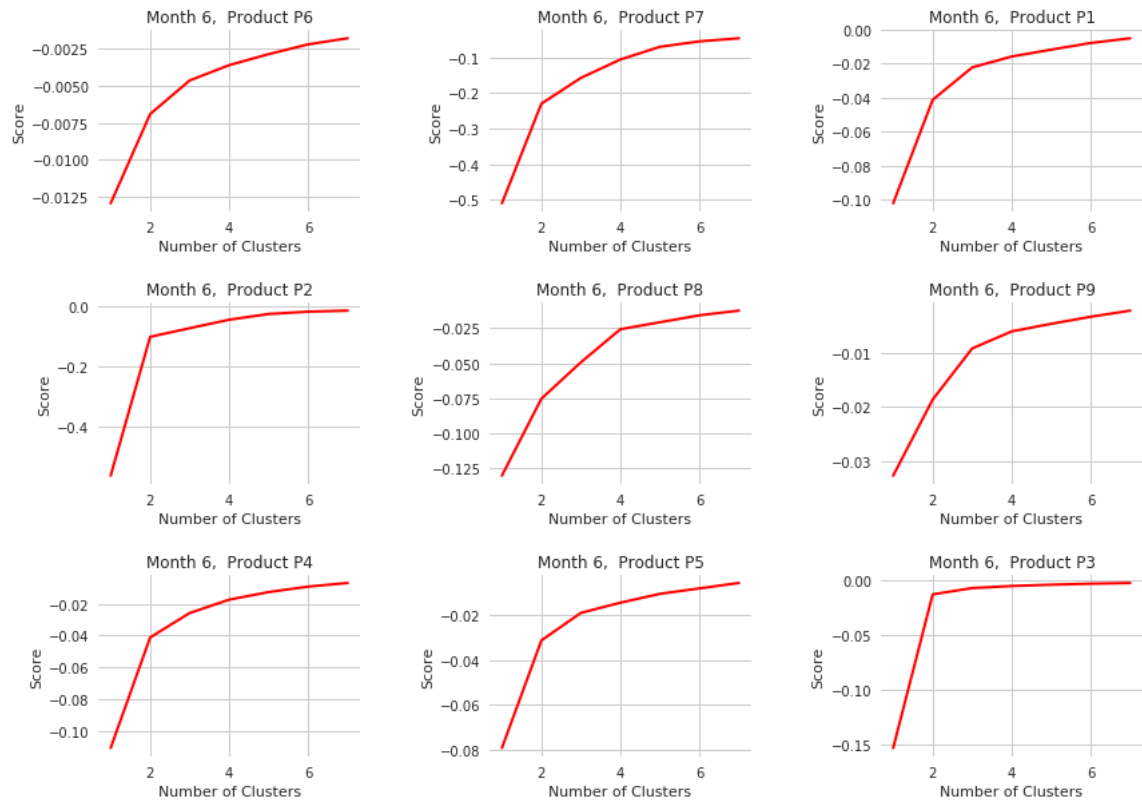 Month 6,  Product P6
Score
−0.0025
−0.0050
−0.0075
−0.0100
−0.0125
2 4 6
Number of Clusters
Month 6,  Product P7
Score
−0.1
−0.2
−0.3
−0.4
−0.5
2 4 6
Number of Clusters
Month 6,  Product P1
Score
0.00
−0.02
−0.04
−0.06
−0.08
−0.10
2 4 6
Number of Clusters
Month 6,  Product P2
Score
0.0
−0.2
−0.4
2 4 6
Number of Clusters
Month 6,  Product P8
Score
−0.025
−0.050
−0.075
−0.100
−0.125
2 4 6
Number of Clusters
Month 6,  Product P9
Score
−0.01
−0.02
−0.03
2 4 6
Number of Clusters
Month 6,  Product P4
Score
−0.02
−0.04
−0.06
−0.08
−0.10
2 4 6
Number of Clusters
Month 6,  Product P5
Score
−0.02
−0.04
−0.06
−0.08
2 4 6
Number of Clusters
Month 6,  Product P3
Score
0.00
−0.05
−0.10
−0.15
2 4 6
Number of Clusters